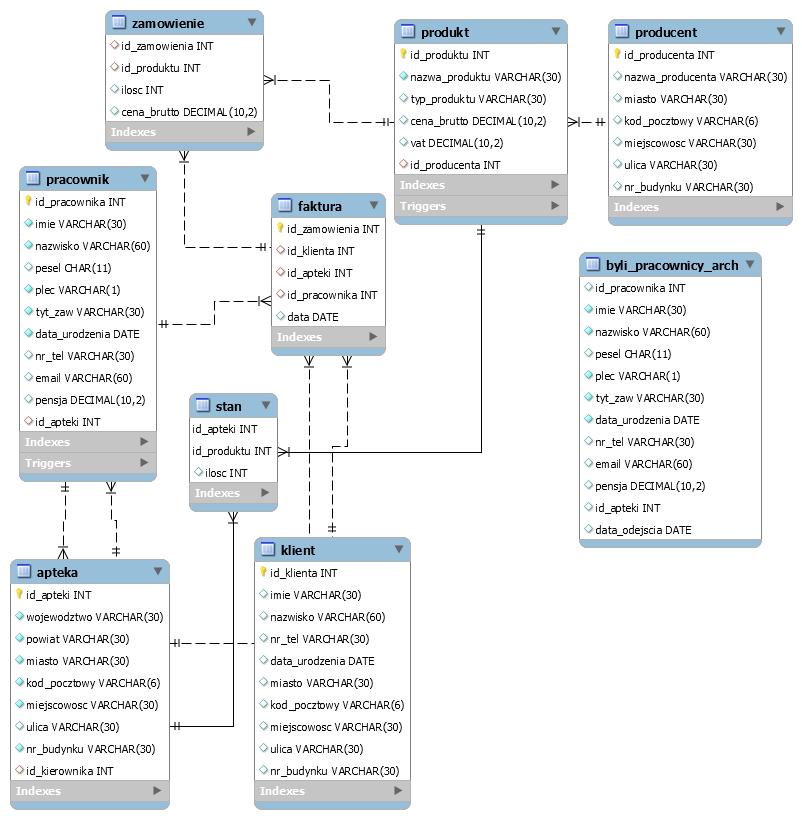 zamowienie
id_zamowienia INT
id_produktu INT
ilosc INT
cena_brutto DECIMAL(10,2)
Indexes
produkt
id_produktu INT
nazwa_produktu VARCHAR(30)
typ_produktu VARCHAR(30)
cena_brutto DECIMAL(10,2)
vat DECIMAL(10,2)
id_producenta INT
Indexes
Triggers
producent
id_producenta INT
nazwa_producenta VARCHAR(30)
miasto VARCHAR(30)
kod_pocztowy VARCHAR(6)
miejscowosc VARCHAR(30)
ulica VARCHAR(30)
nr_budynku VARCHAR(30)
Indexes
pracownik
id_pracownika INT
imie VARCHAR(30)
nazwisko VARCHAR(60)
pesel CHAR(11)
plec VARCHAR(1)
tyt_zaw VARCHAR(30)
data_urodzenia DATE
nr_tel VARCHAR(30)
email VARCHAR(60)
pensja DECIMAL(10,2)
id_apteki INT
Indexes
Triggers
faktura
id_zamowienia INT
id_klienta INT
id_apteki INT
id_pracownika INT
data DATE
Indexes
byli_pracownicy_arch
id_pracownika INT
imie VARCHAR(30)
nazwisko VARCHAR(60)
pesel CHAR(11)
plec VARCHAR(1)
tyt_zaw VARCHAR(30)
data_urodzenia DATE
nr_tel VARCHAR(30)
email VARCHAR(60)
pensja DECIMAL(10,2)
id_apteki INT
data_odejscia DATE
stan
id_apteki INT
id_produktu INT
ilosc INT
Indexes
apteka
id_apteki INT
wojewodztwo VARCHAR(30)
powiat VARCHAR(30)
miasto VARCHAR(30)
kod_pocztowy VARCHAR(6)
miejscowosc VARCHAR(30)
ulica VARCHAR(30)
nr_budynku VARCHAR(30)
id_kierownika INT
Indexes
klient
id_klienta INT
imie VARCHAR(30)
nazwisko VARCHAR(60)
nr_tel VARCHAR(30)
data_urodzenia DATE
miasto VARCHAR(30)
kod_pocztowy VARCHAR(6)
miejscowosc VARCHAR(30)
ulica VARCHAR(30)
nr_budynku VARCHAR(30)
Indexes